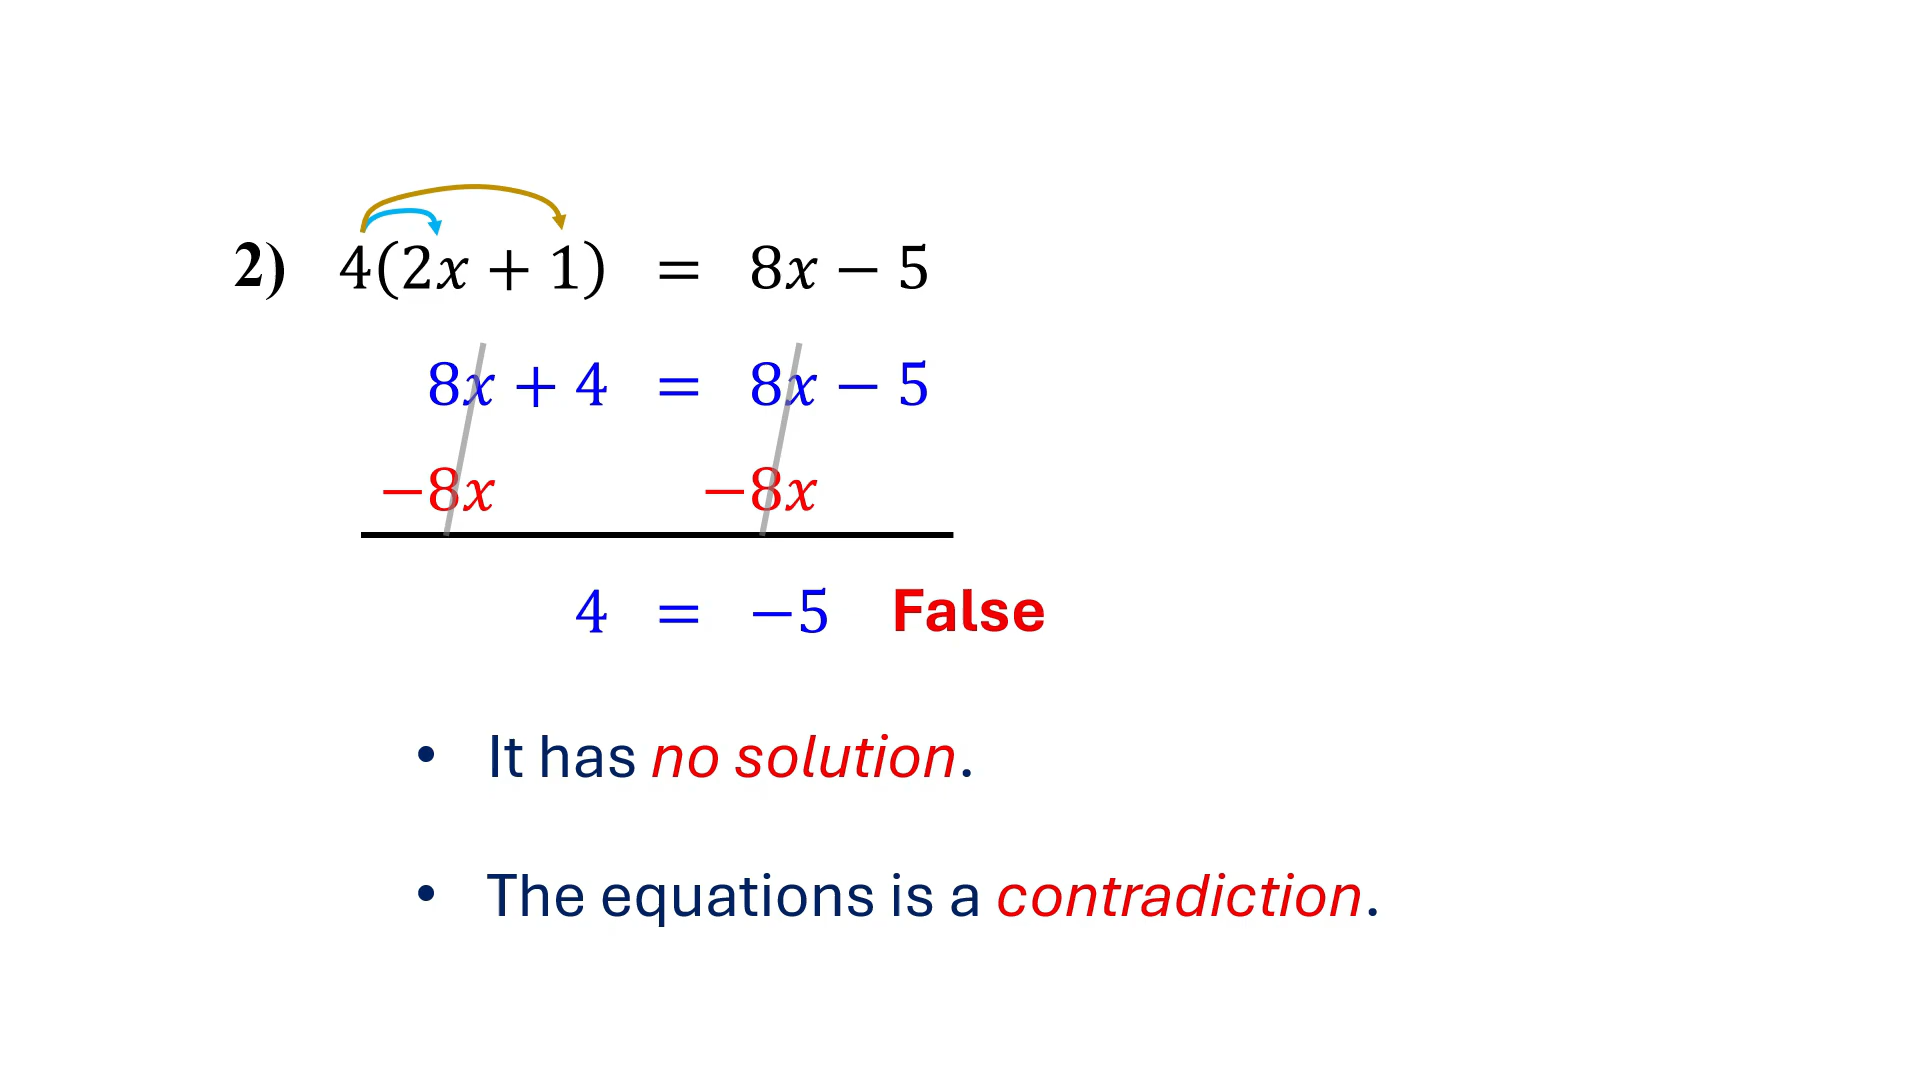 2) 4(2x + 1) = 8x − 5
8x + 4 = 8x − 5
−8x −8x
4 = −5 False
• It has no solution.
• The equations is a contradiction.